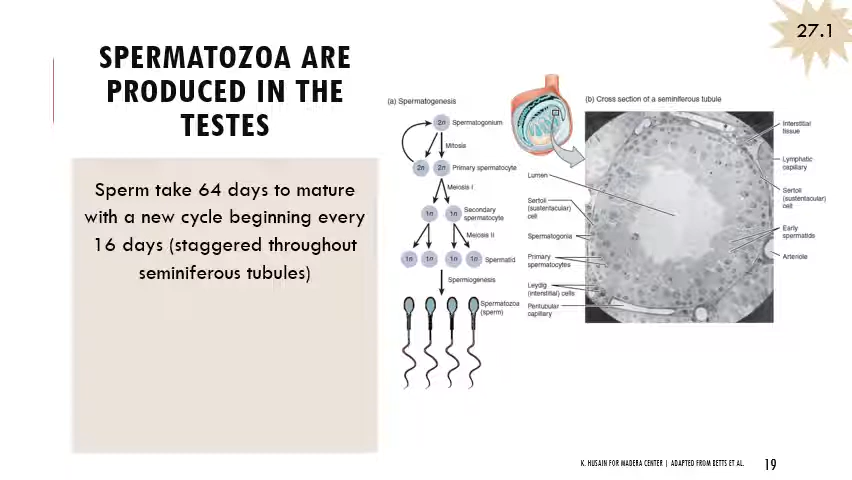 27.1
SPERMATOZOA ARE
PRODUCED IN THE
TESTES
Sperm take 64 days to mature
with a new cycle beginning every
16 days (staggered throughout
seminiferous tubules)
(a) Spermatogenesis
2n
Spermatogonium
Mitosis
2n
2n
Primary spermatocyte
Meiosis I
1n
1n
Secondary
spermatocyte
Meiosis II
1n
1n
1n
1n
Spermatid
Spermiogenesis
Spermatozoa
(sperm)
(b) Cross section of a seminiferous tubule
Lumen
Sertoli
(sustentacular)
cell
Spermatogonia
Primary
spermatocytes
Leydig
(interstitial) cells
Peritubular
capillary
Interstitial
tissue
Lymphatic
capillary
Sertoli
(sustentacular)
cell
Early
spermatids
Arteriole
K. HUSAIN FOR MADERA CENTER | ADAPTED FROM BETTS ET AL.
19